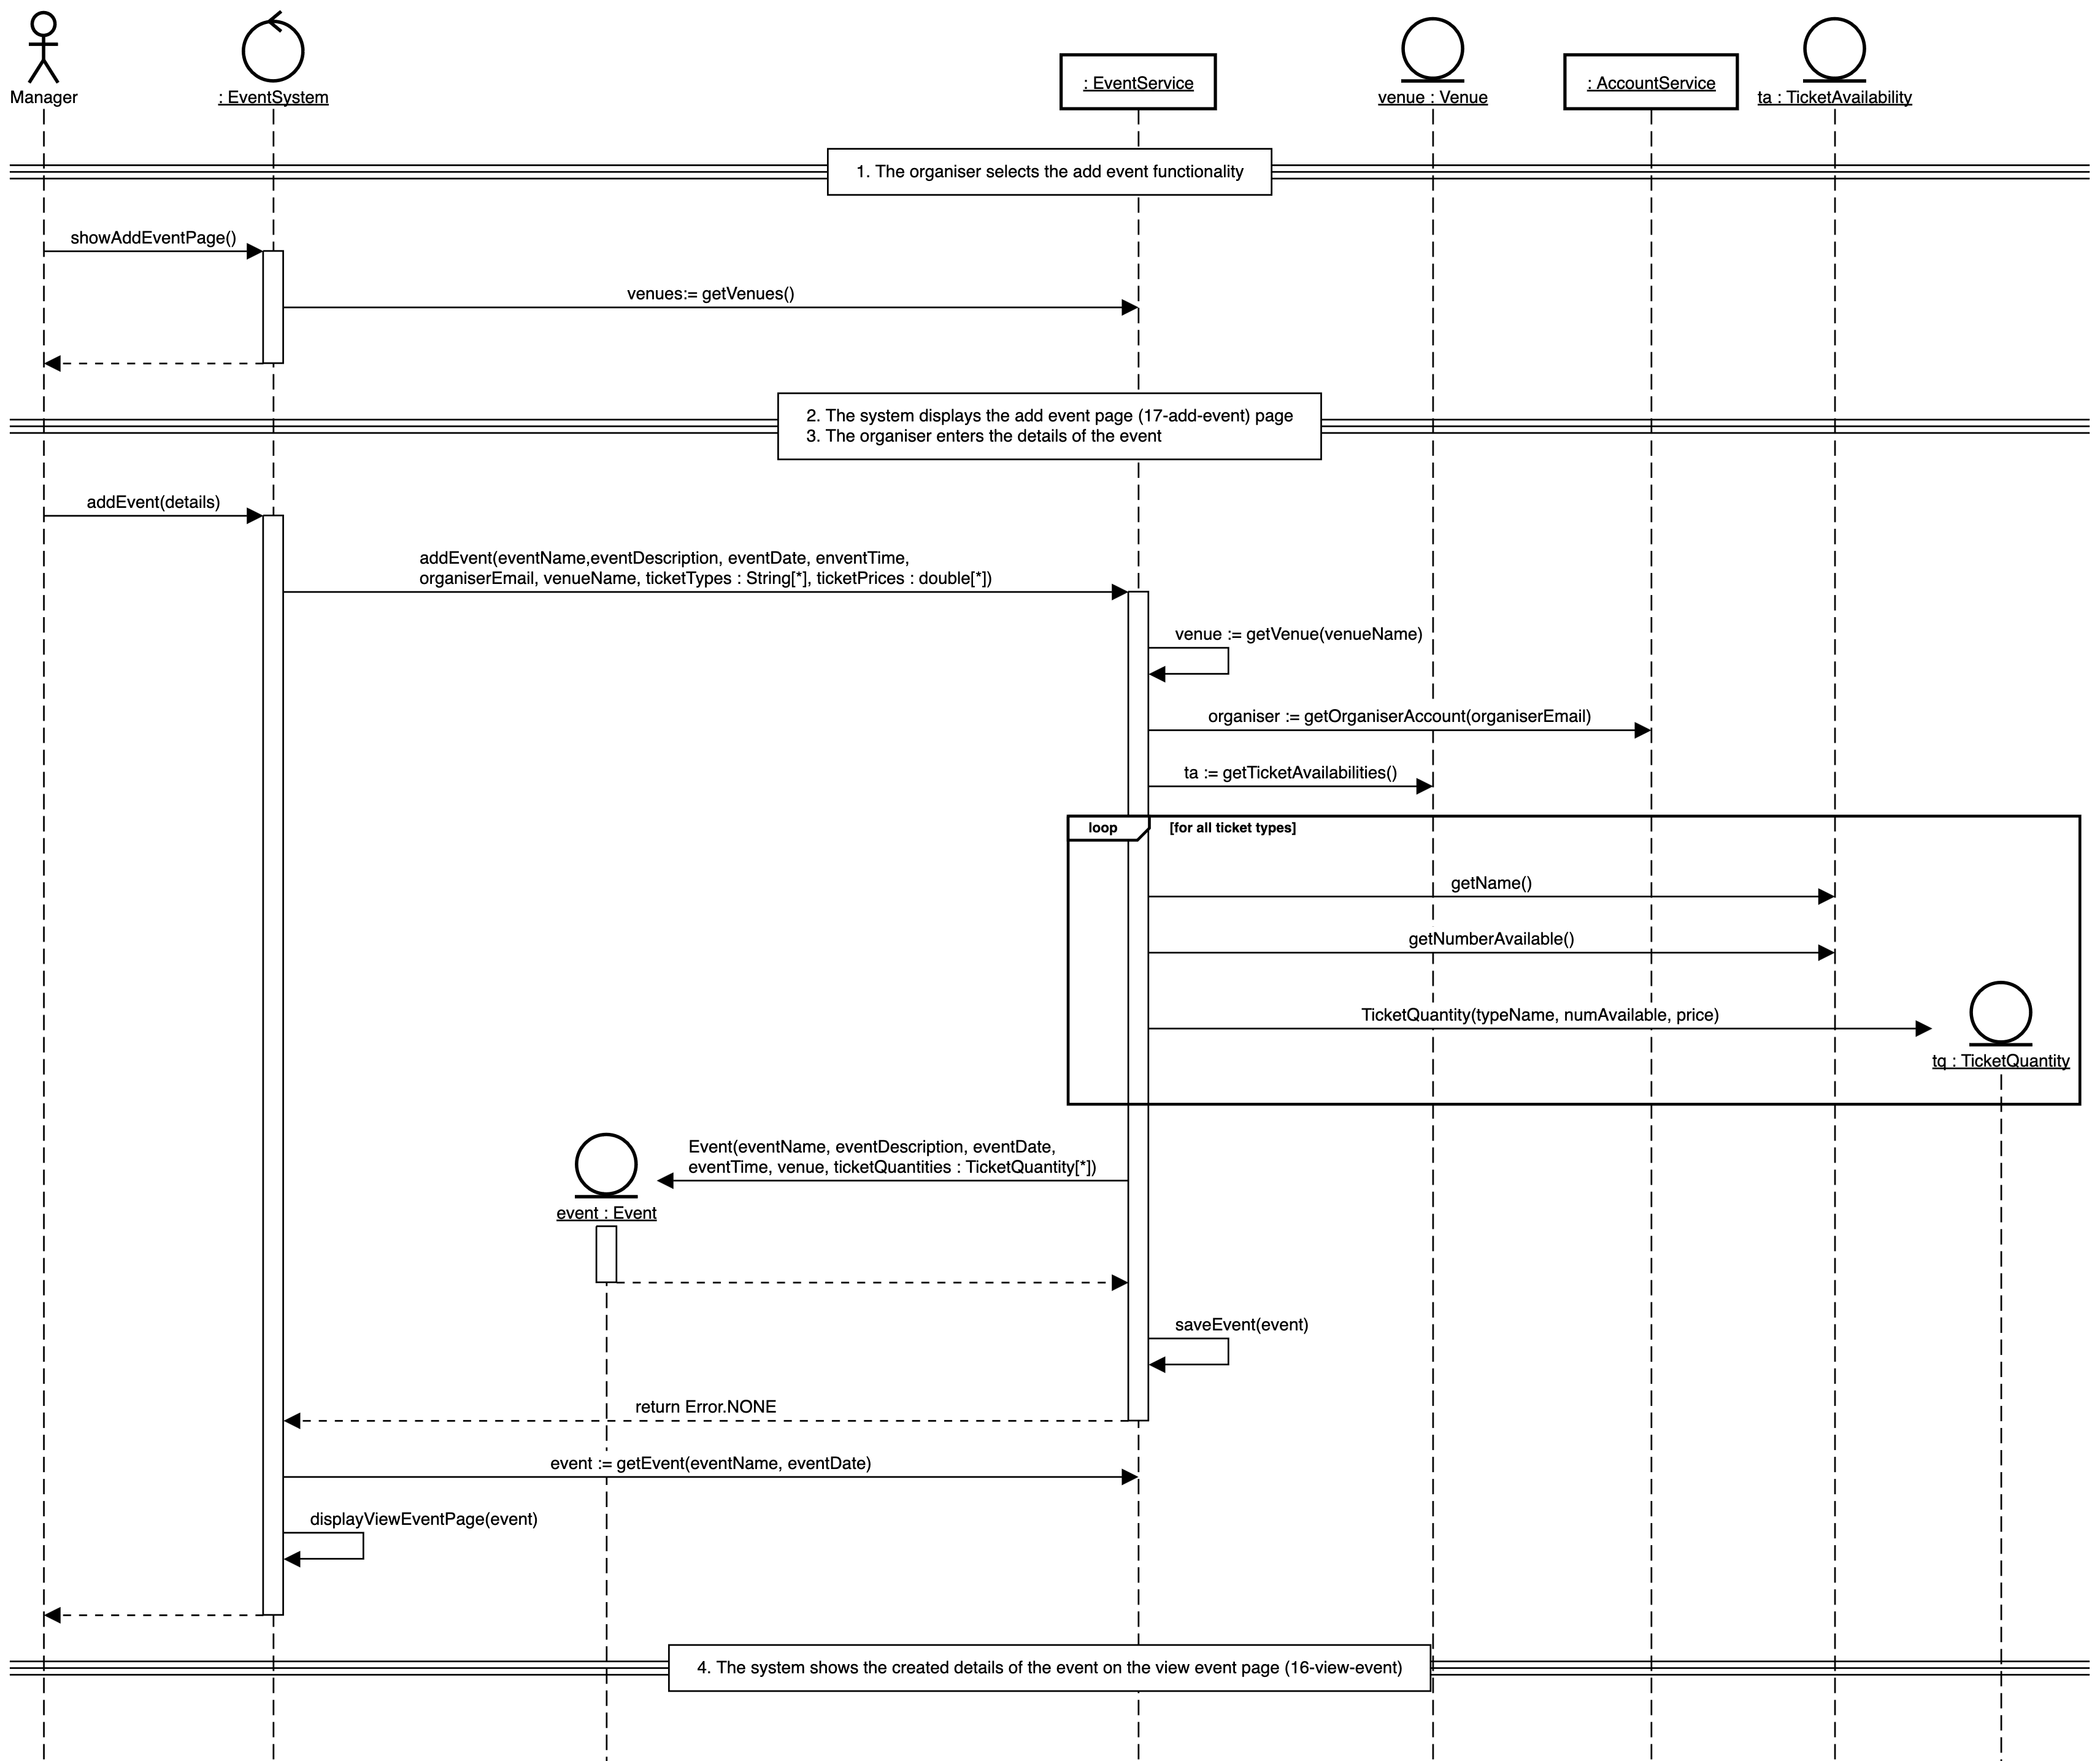 Manager
: EventSystem
: EventService
venue : Venue
: AccountService
ta : TicketAvailability
1. The organiser selects the add event functionality
showAddEventPage()
venues:= getVenues()
2. The system displays the add event page (17-add-event) page
3. The organiser enters the details of the event
addEvent(details)
addEvent(eventName,eventDescription, eventDate, enventTime,
organiserEmail, venueName, ticketTypes : String[*], ticketPrices : double[*])
venue := getVenue(venueName)
organiser := getOrganiserAccount(organiserEmail)
ta := getTicketAvailabilities()
loop [for all ticket types]
getName()
getNumberAvailable()
TicketQuantity(typeName, numAvailable, price)
tq : TicketQuantity
Event(eventName, eventDescription, eventDate,
eventTime, venue, ticketQuantities : TicketQuantity[*])
event : Event
saveEvent(event)
return Error.NONE
event := getEvent(eventName, eventDate)
displayViewEventPage(event)
4. The system shows the created details of the event on the view event page (16-view-event)